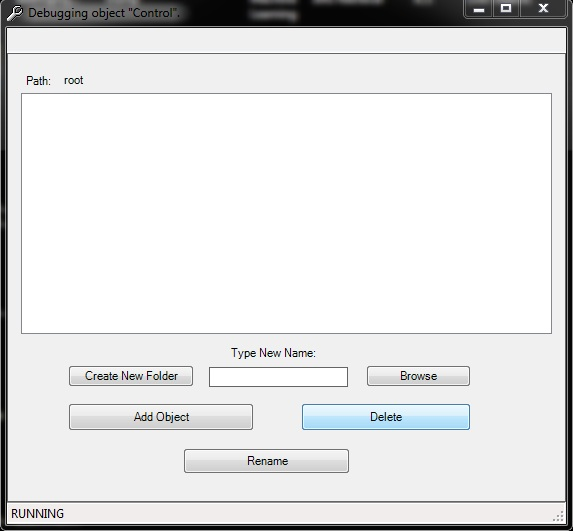 Debugging object "Control".
Path: root
Type New Name:
Create New Folder
Browse
Add Object
Delete
Rename
RUNNING